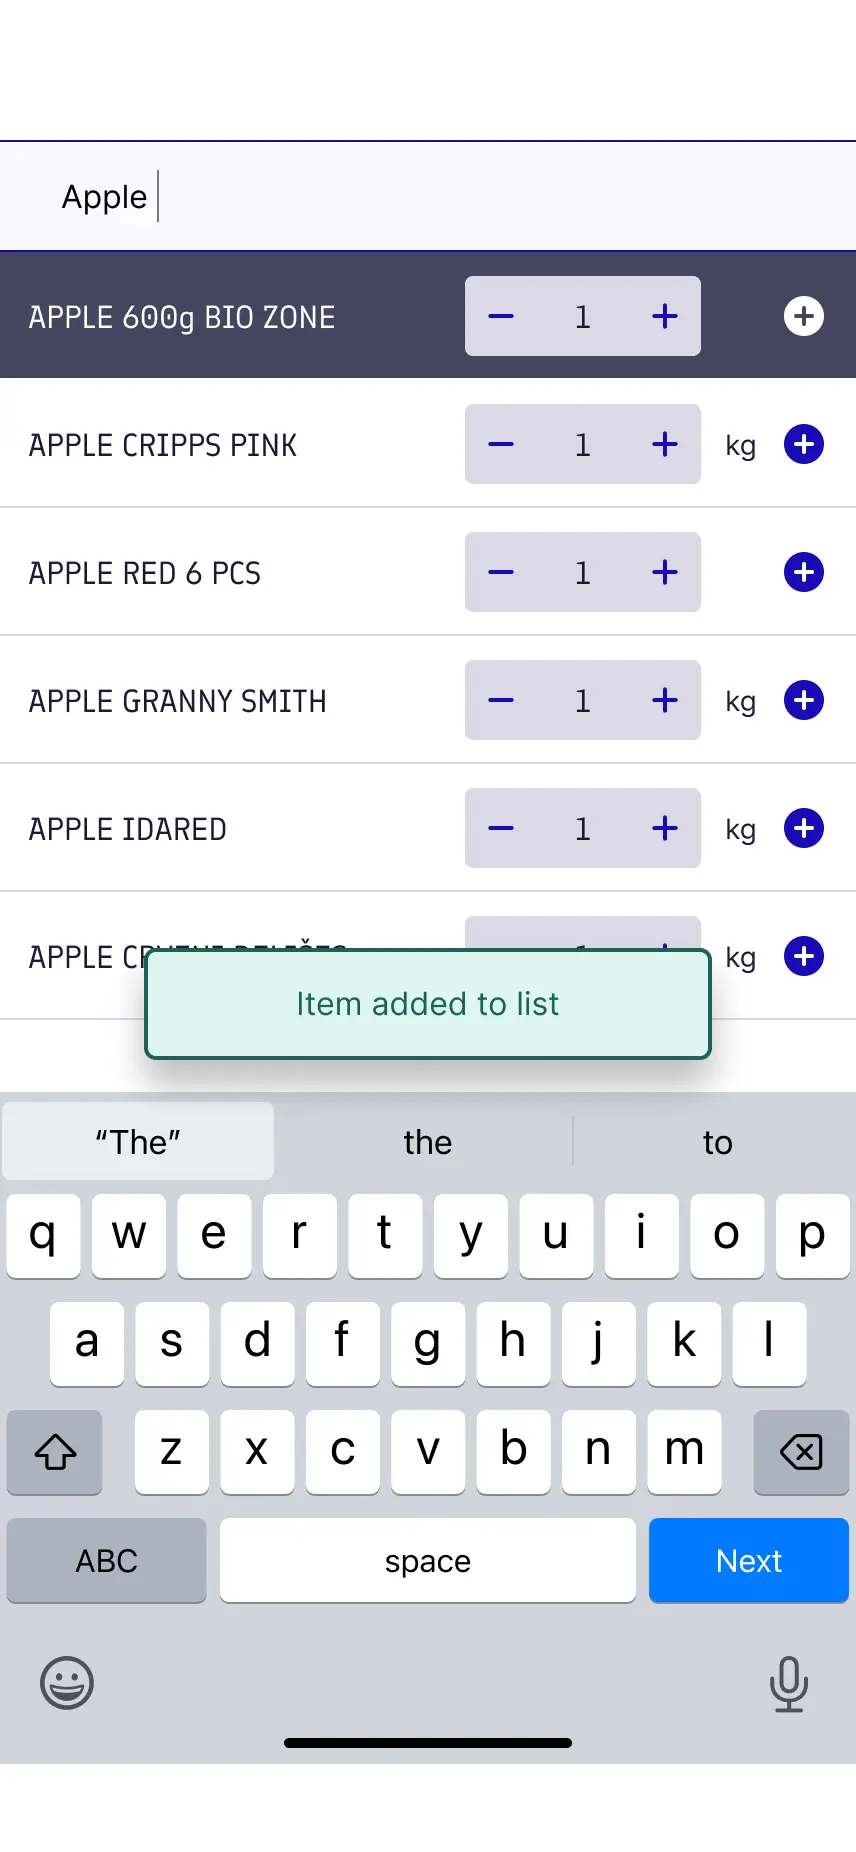 Apple
APPLE 600g BIO ZONE 1
APPLE CRIPPS PINK 1 kg
APPLE RED 6 PCS 1
APPLE GRANNY SMITH 1 kg
APPLE IDARED 1 kg
APPLE kg
Item added to list
“The” the to
q w e r t y u i o p
a s d f g h j k l
z x c v b n m
ABC space Next